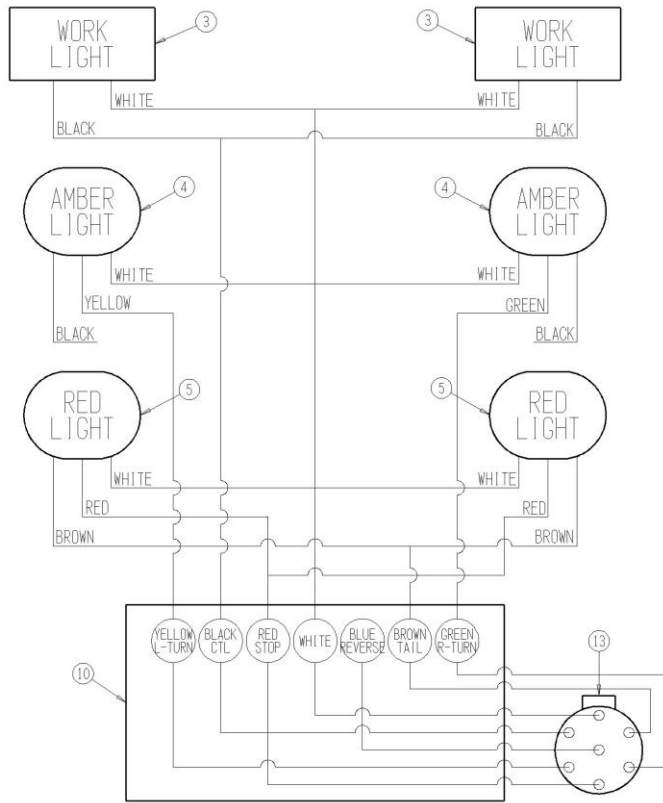 WORK
LIGHT
3
3
WORK
LIGHT
WHITE
WHITE
BLACK
BLACK
AMBER
LIGHT
4
4
AMBER
LIGHT
WHITE
WHITE
YELLOW
GREEN
BLACK
BLACK
RED
LIGHT
5
5
RED
LIGHT
WHITE
WHITE
RED
RED
BROWN
BROWN
YELLOW
L-TURN
BLACK
CTL
RED
STOP
WHITE
BLUE
REVERSE
BROWN
TAIL
GREEN
R-TURN
10
13